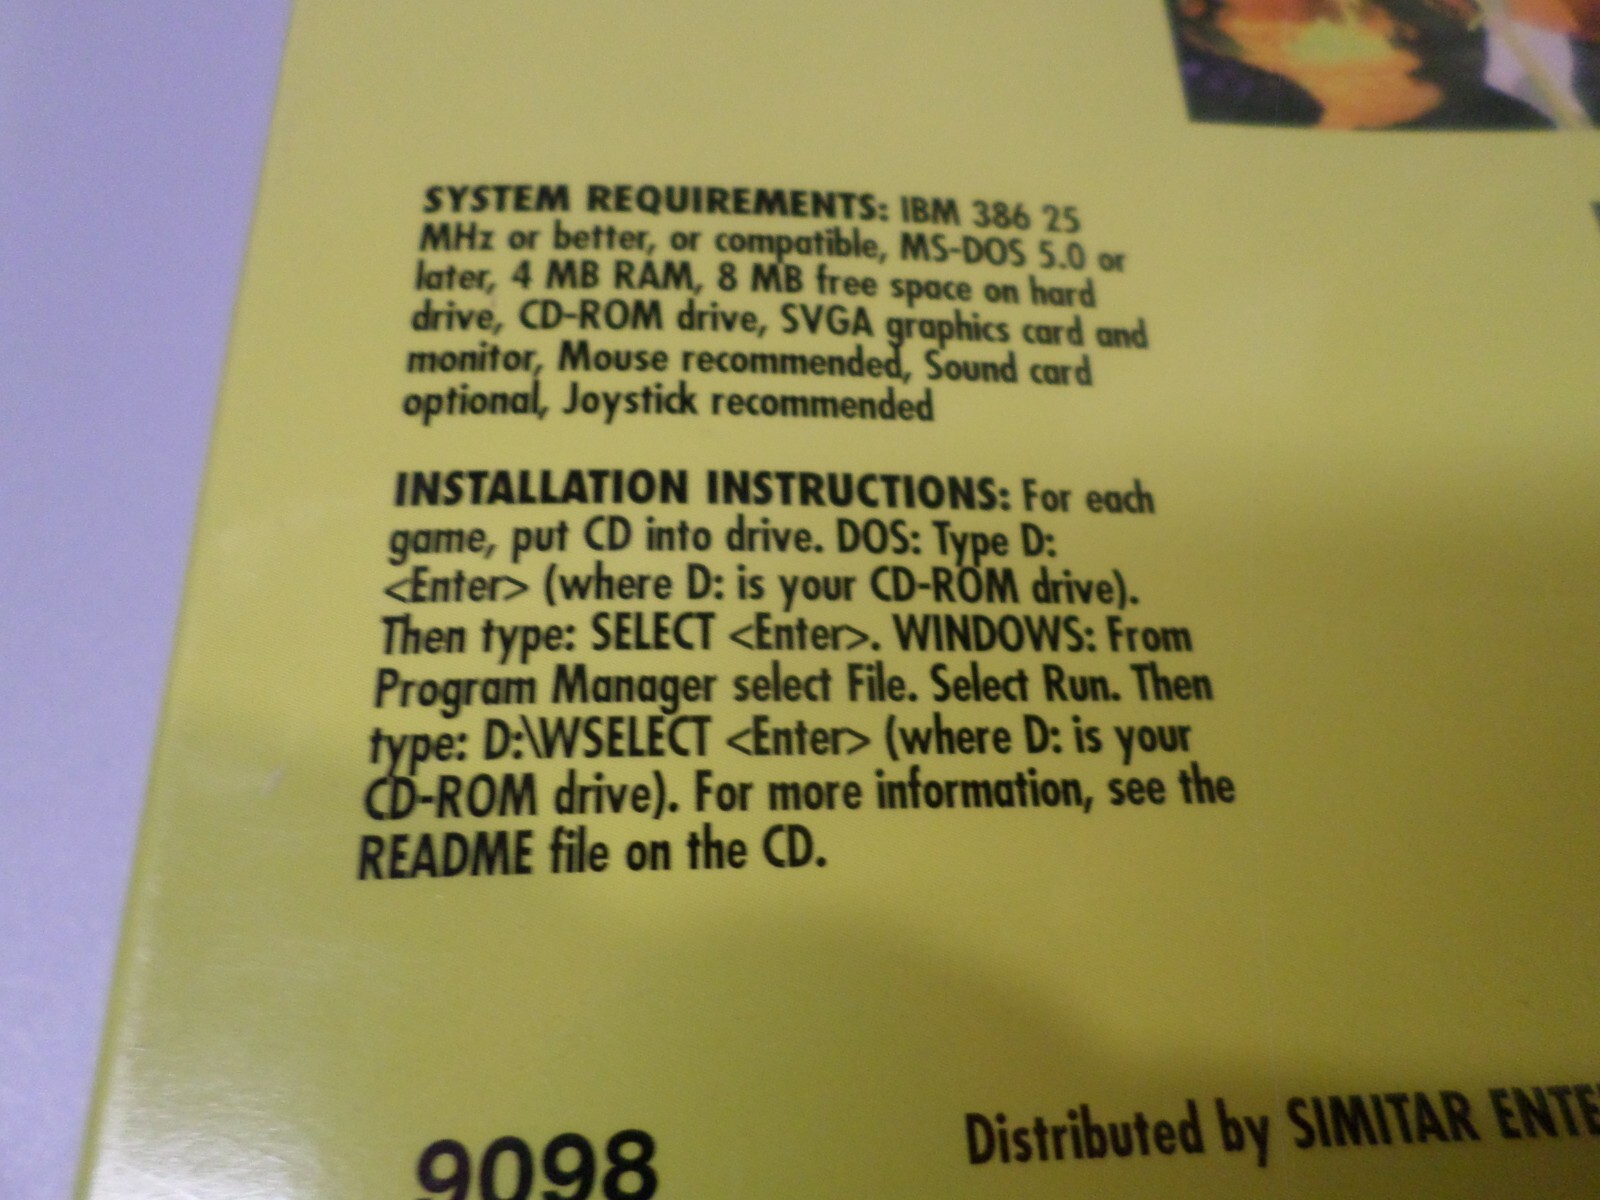 SYSTEM REQUIREMENTS: IBM 386 25
MHz or better, or compatible, MS-DOS 5.0 or
later, 4 MB RAM, 8 MB free space on hard
drive, CD-ROM drive, SVGA graphics card and
monitor, Mouse recommended, Sound card
optional, Joystick recommended
INSTALLATION INSTRUCTIONS: For each
game, put CD into drive. DOS: Type D:
<Enter> (where D: is your CD-ROM drive).
Then type: SELECT <Enter>. WINDOWS: From
Program Manager select File. Select Run. Then
type: D:\WSELECT <Enter> (where D: is your
CD-ROM drive). For more information, see the
README file on the CD.
Distributed by SIMITAR
9098